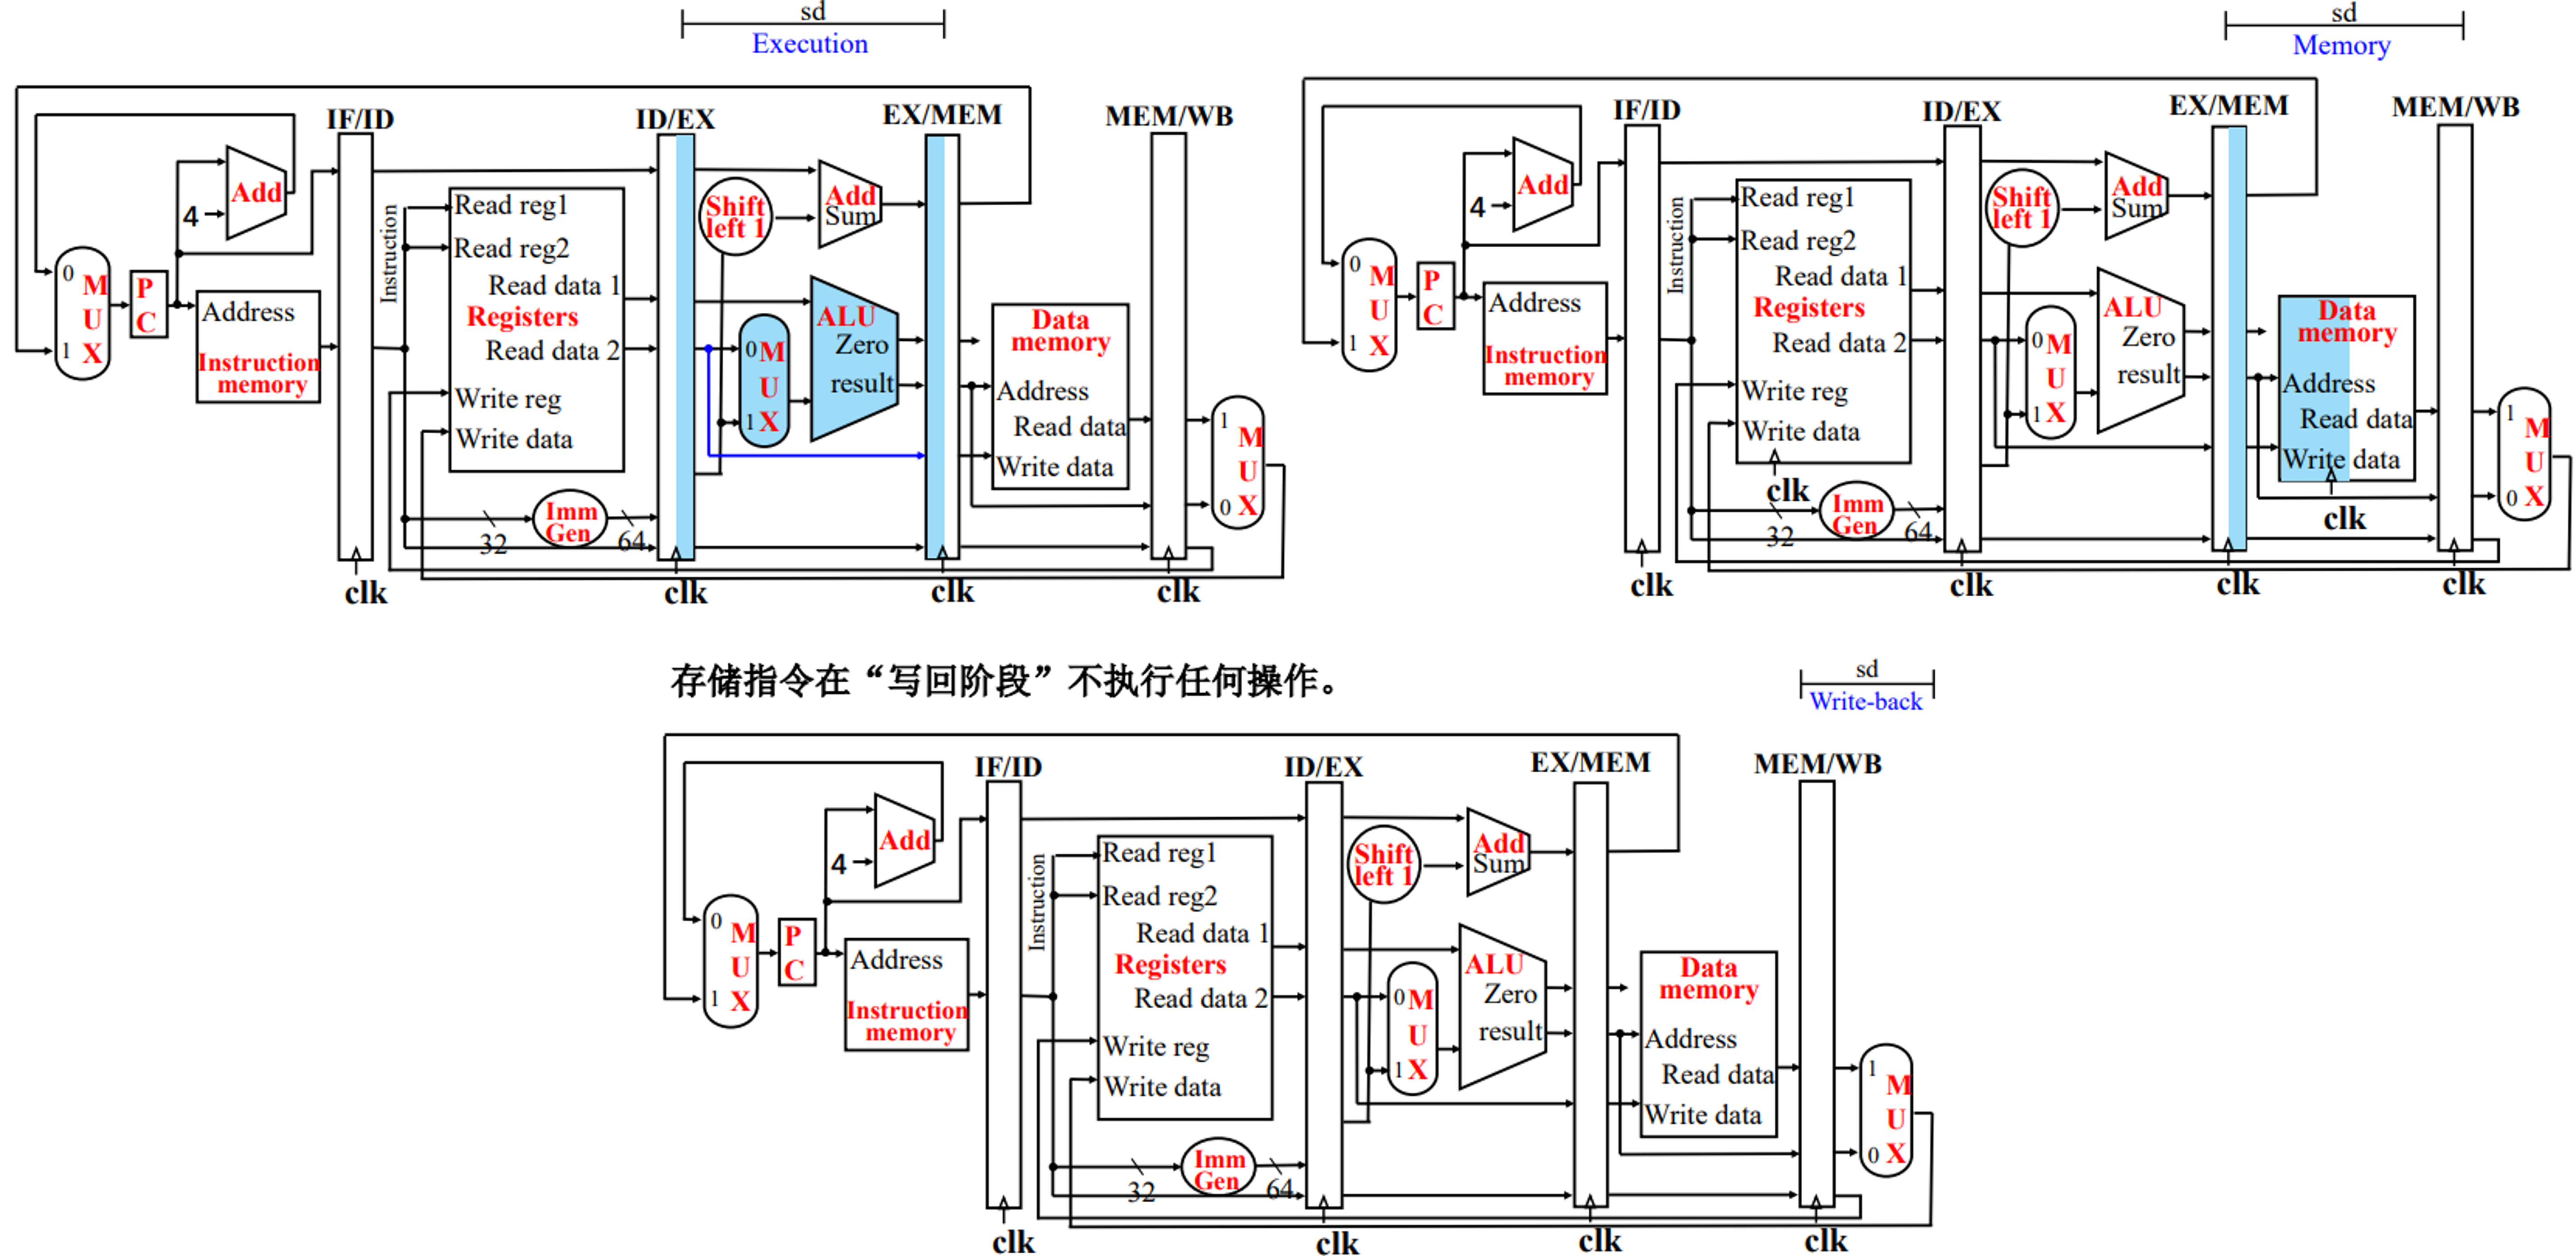 sd
Execution
IF/ID
ID/EX
EX/MEM
MEM/WB
Add
4
0
M
U
X
1
P
C
Address
Instruction
memory
Instruction
Read reg1
Read reg2
Read data 1
Registers
Read data 2
Write reg
Write data
Imm
Gen
32
64
Shift
left 1
Add
Sum
0
M
U
1
X
ALU
Zero
result
Data
memory
Address
Read data
Write data
1
M
U
0
X
clk
clk
clk
clk
sd
Memory
IF/ID
ID/EX
EX/MEM
MEM/WB
Add
4
0
M
U
1
X
P
C
Address
Instruction
memory
Instruction
Read reg1
Read reg2
Read data 1
Registers
Read data 2
Write reg
Write data
clk
Imm
Gen
32
64
Shift
left 1
Add
Sum
0
M
U
1
X
ALU
Zero
result
Data
memory
Address
Read data
Write data
clk
1
M
U
0
X
clk
clk
clk
clk
存储指令在“写回阶段”不执行任何操作。
sd
Write-back
IF/ID
ID/EX
EX/MEM
MEM/WB
Add
4
0
M
U
1
X
P
C
Address
Instruction
memory
Instruction
Read reg1
Read reg2
Read data 1
Registers
Read data 2
Write reg
Write data
Imm
Gen
32
64
Shift
left 1
Add
Sum
0
M
U
1
X
ALU
Zero
result
Data
memory
Address
Read data
Write data
1
M
U
0
X
clk
clk
clk
clk